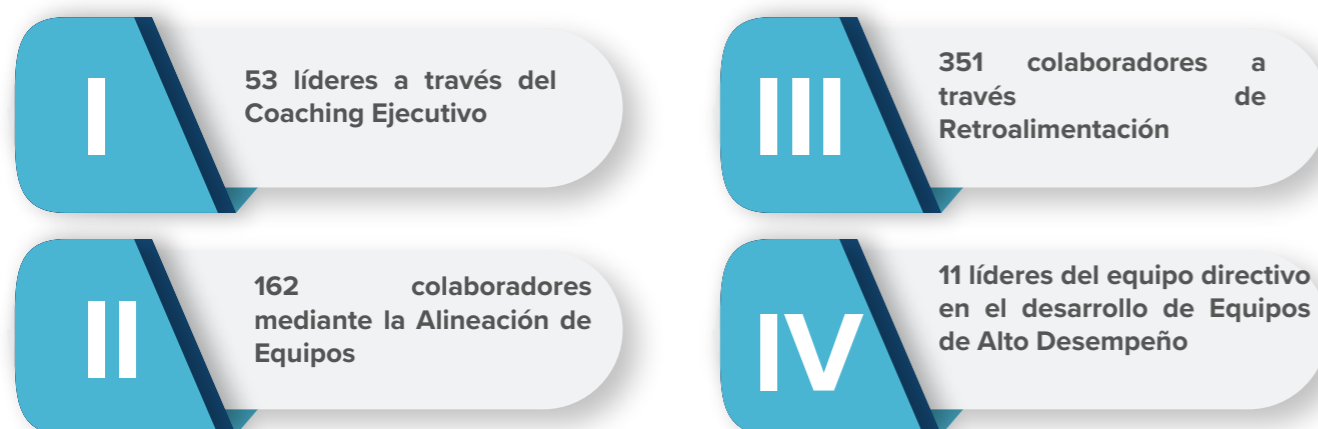 I
53 líderes a través del
Coaching Ejecutivo
II
162 colaboradores
mediante la Alineación de
Equipos
III
351 colaboradores a
través de
Retroalimentación
IV
11 líderes del equipo directivo
en el desarrollo de Equipos
de Alto Desempeño